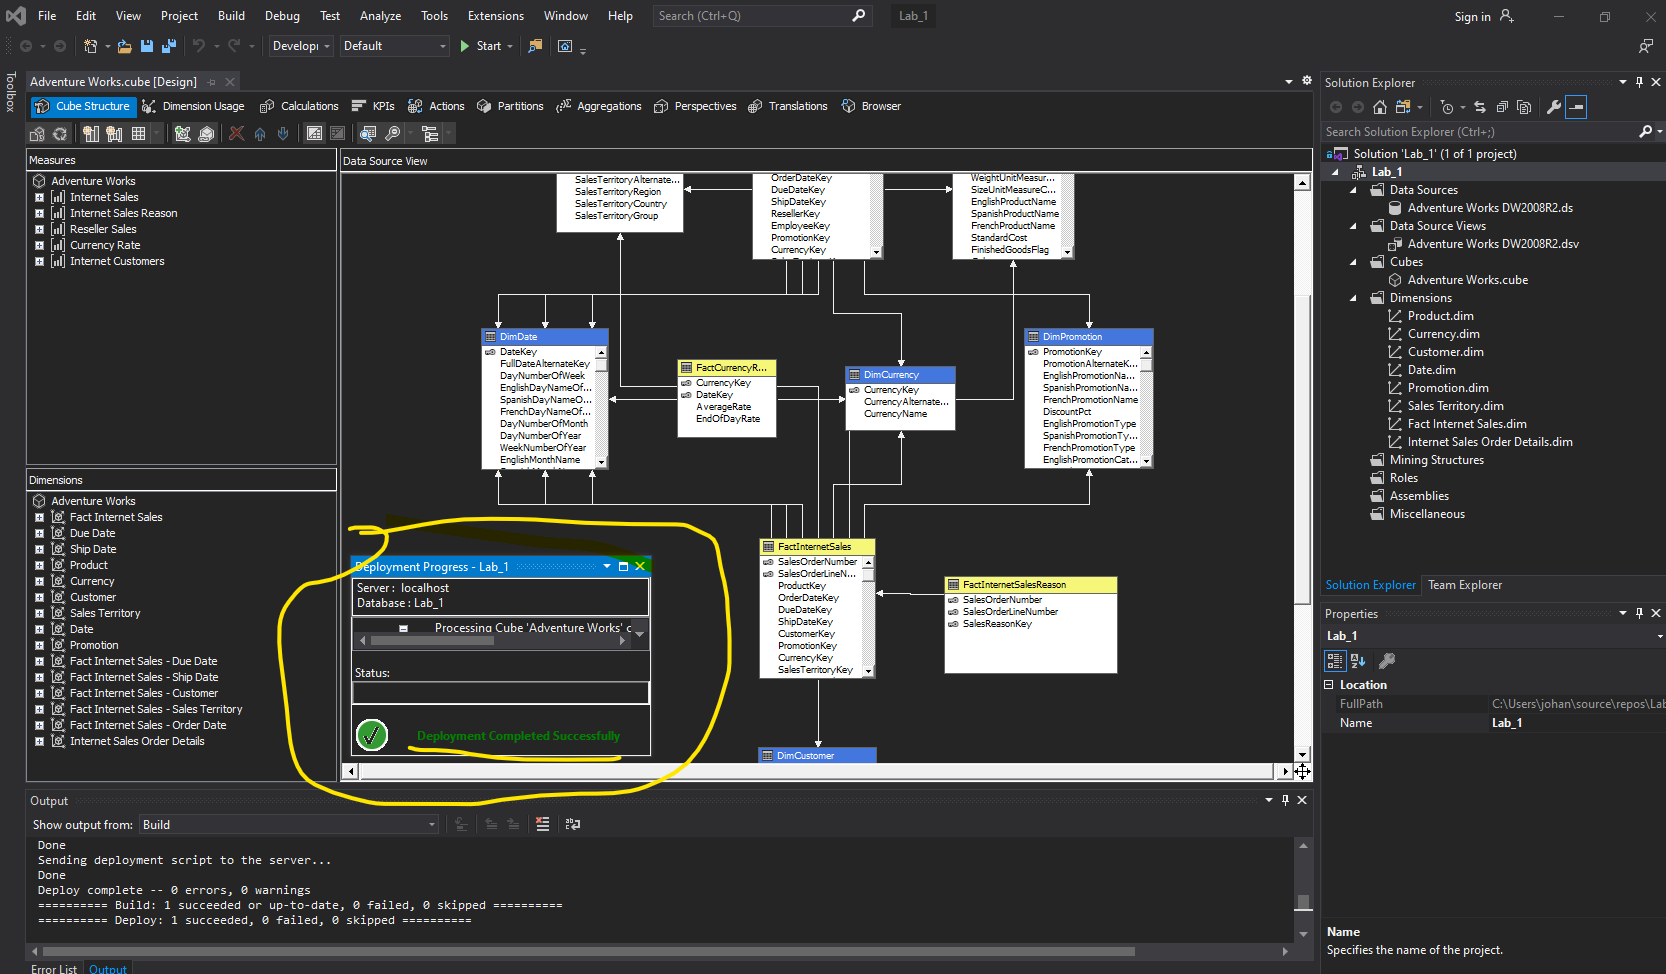 File Edit View Project Build Debug Test Analyze Tools Extensions Window Help Search (Ctrl+Q) Lab_1 Sign in
Default Start
Toolbox
Adventure Works.cube [Design]
Cube Structure Dimension Usage Calculations KPIs Actions Partitions Aggregations Perspectives Translations Browser
Measures
Adventure Works
Internet Sales
Internet Sales Reason
Reseller Sales
Currency Rate
Internet Customers
Dimensions
Adventure Works
Fact Internet Sales
Due Date
Ship Date
Product
Currency
Customer
Sales Territory
Date
Promotion
Fact Internet Sales - Due Date
Fact Internet Sales - Ship Date
Fact Internet Sales - Customer
Fact Internet Sales - Sales Territory
Fact Internet Sales - Order Date
Internet Sales Order Details
Data Source View
SalesTerritoryAlternate...
SalesTerritoryRegion
SalesTerritoryCountry
SalesTerritoryGroup
OrderDateKey
DueDateKey
ShipDateKey
ResellerKey
EmployeeKey
PromotionKey
CurrencyKey
WeightUnitMeasur...
SizeUnitMeasureC...
EnglishProductName
SpanishProductName
FrenchProductName
StandardCost
FinishedGoodsFlag
DimDate
DateKey
FullDateAlternateKey
DayNumberOfWeek
EnglishDayNameOf...
SpanishDayNameO...
FrenchDayNameOf...
DayNumberOfMonth
DayNumberOfYear
WeekNumberOfYear
EnglishMonthName
FactCurrencyR...
CurrencyKey
DateKey
AverageRate
EndOfDayRate
DimCurrency
CurrencyKey
CurrencyAlternate...
CurrencyName
DimPromotion
PromotionKey
PromotionAlternateK...
EnglishPromotionNa...
SpanishPromotionNa...
FrenchPromotionName
DiscountPct
EnglishPromotionType
SpanishPromotionTy...
FrenchPromotionType
EnglishPromotionCat...
Deployment Progress - Lab_1
Server : localhost
Database : Lab_1
Processing Cube 'Adventure Works' c
Status:
Deployment Completed Successfully
FactInternetSales
SalesOrderNumber
SalesOrderLineN...
ProductKey
OrderDateKey
DueDateKey
ShipDateKey
CustomerKey
PromotionKey
CurrencyKey
SalesTerritoryKey
FactInternetSalesReason
SalesOrderNumber
SalesOrderLineNumber
SalesReasonKey
DimCustomer
Output
Show output from: Build
Done
Sending deployment script to the server...
Done
Deploy complete -- 0 errors, 0 warnings
========== Build: 1 succeeded or up-to-date, 0 failed, 0 skipped ==========
========== Deploy: 1 succeeded, 0 failed, 0 skipped ==========
Error List Output
Solution Explorer
Search Solution Explorer (Ctrl+;)
Solution 'Lab_1' (1 of 1 project)
Lab_1
Data Sources
Adventure Works DW2008R2.ds
Data Source Views
Adventure Works DW2008R2.dsv
Cubes
Adventure Works.cube
Dimensions
Product.dim
Currency.dim
Customer.dim
Date.dim
Promotion.dim
Sales Territory.dim
Fact Internet Sales.dim
Internet Sales Order Details.dim
Mining Structures
Roles
Assemblies
Miscellaneous
Solution Explorer Team Explorer
Properties
Lab_1
Location
FullPath C:\Users\johan\source\repos\Lab
Name Lab_1
Name
Specifies the name of the project.